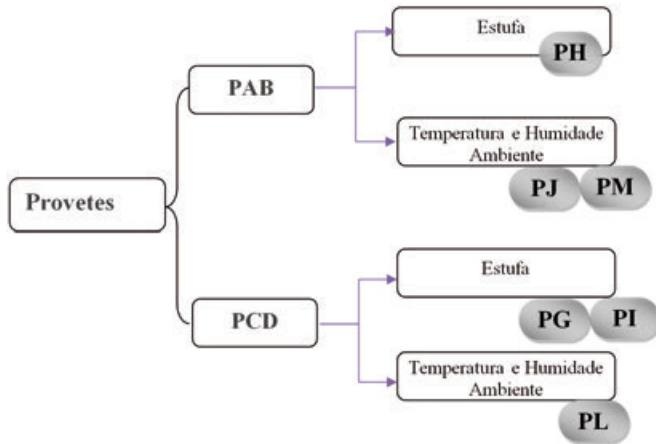 Estufa
PH
PAB
Temperatura e Humidade
Ambiente
PJ PM
Provetes
Estufa
PG PI
PCD
Temperatura e Humidade
Ambiente
PL